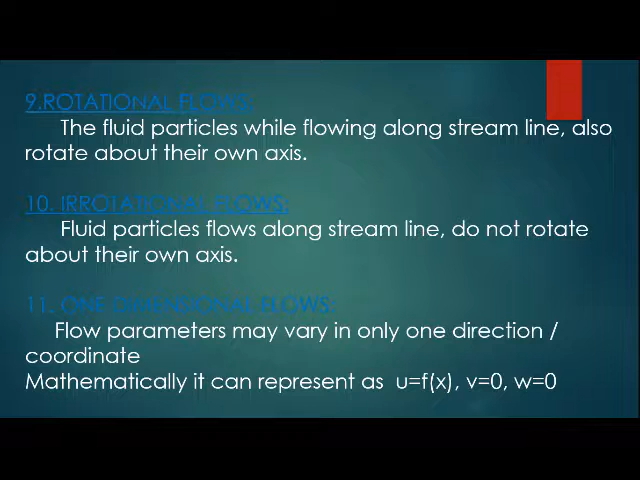 9.ROTATIONAL FLOWS:
The fluid particles while flowing along stream line, also
rotate about their own axis.
10. IRROTATIONAL FLOWS:
Fluid particles flows along stream line, do not rotate
about their own axis.
11. ONE DIMENSIONAL FLOWS:
Flow parameters may vary in only one direction /
coordinate
Mathematically it can represent as u=f(x), v=0, w=0